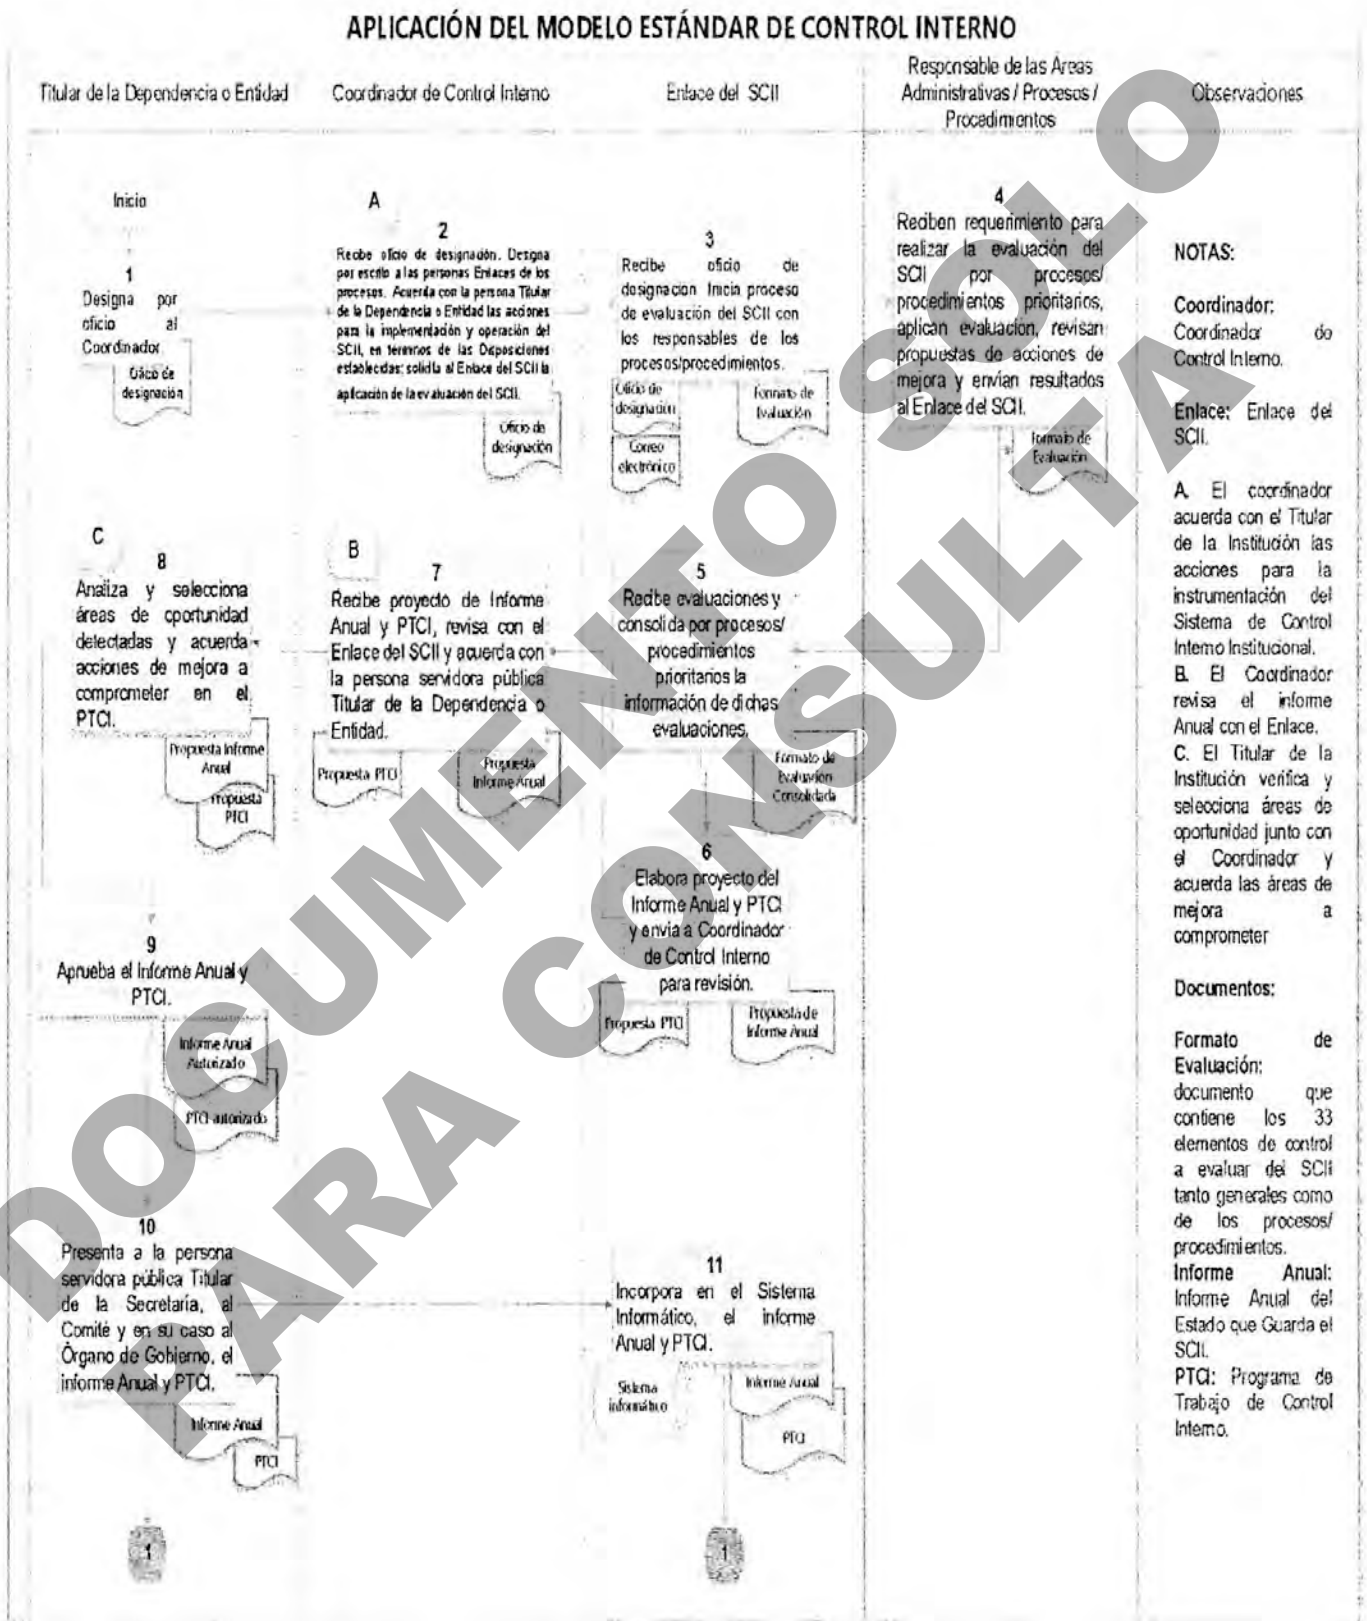 APLICACIÓN DEL MODELO ESTÁNDAR DE CONTROL INTERNO
Titular de la Dependencia o Entidad
Coordinador de Control Interno
Enlace del SCII
Responsable de las Áreas
Administrativas / Procesos /
Procedimientos
Observaciones
Inicio
1
Designa por
oficio al
Coordinador
Oficio de
designación
A
2
Recibe oficio de designación. Designa
por escrito a las personas Enlaces de los
procesos. Acuerda con la persona Titular
de la Dependencia o Entidad las acciones
para la implementación y operación del
SCII, en términos de las Disposiciones
establecidas; solicita al Enlace del SCII la
aplicación de la evaluación del SCII.
Oficio de
designación
3
Recibe oficio de
designacion Inicia proceso
de evaluación del SCII con
los responsables de los
procesos/procedimientos.
Oficio de
designación
Correo
electrónico
Formato de
Evaluación
4
Reciben requerimiento para
realizar la evaluación del
SCII por procesos/
procedimientos prioritarios,
aplican evaluación, revisan
propuestas de acciones de
mejora y envían resultados
al Enlace del SCII.
Formato de
Evaluación
C
8
Analiza y selecciona
áreas de oportunidad
detectadas y acuerda
acciones de mejora a
comprometer en el
PTCI.
Propuesta Informe
Anual
Propuesta
PTCI
B
7
Recibe proyecto de Informe
Anual y PTCI, revisa con el
Enlace del SCII y acuerda con
la persona servidora pública
Titular de la Dependencia o
Entidad.
Propuesta PTCI
Propuesta
Informe Anual
5
Recibe evaluaciones y
consolida por procesos/
procedimientos
prioritarios la
información de dichas
evaluaciones.
Formato de
Evaluación
Consolidada
6
Elabora proyecto del
Informe Anual y PTCI
y envia a Coordinador
de Control Interno
para revisión.
Propuesta PTCI
Propuesta de
Informe Anual
9
Aprueba el Informe Anual y
PTCI.
Informe Anual
Autorizado
PTCI autorizado
10
Presenta a la persona
servidora pública Titular
de la Secretaría, al
Comité y en su caso al
Órgano de Gobierno, el
informe Anual y PTCI.
Informe Anual
PTCI
1
11
Incorpora en el Sistema
Informático, el informe
Anual y PTCI.
Sistema
informático
Informe Anual
PTCI
1
NOTAS:
Coordinador:
Coordinador de
Control Interno.
Enlace: Enlace del
SCII.
A. El coordinador
acuerda con el Titular
de la Institución las
acciones para la
instrumentación del
Sistema de Control
Interno Institucional.
B. El Coordinador
revisa el informe
Anual con el Enlace.
C. El Titular de la
Institución verifica y
selecciona áreas de
oportunidad junto con
el Coordinador y
acuerda las áreas de
mejora a
comprometer
Documentos:
Formato de
Evaluación:
documento que
contiene los 33
elementos de control
a evaluar del SCII
tanto generales como
de los procesos/
procedimientos.
Informe Anual:
Informe Anual del
Estado que Guarda el
SCII.
PTCI: Programa de
Trabajo de Control
Interno.
DOCUMENTO SOLO
PARA CONSULTA